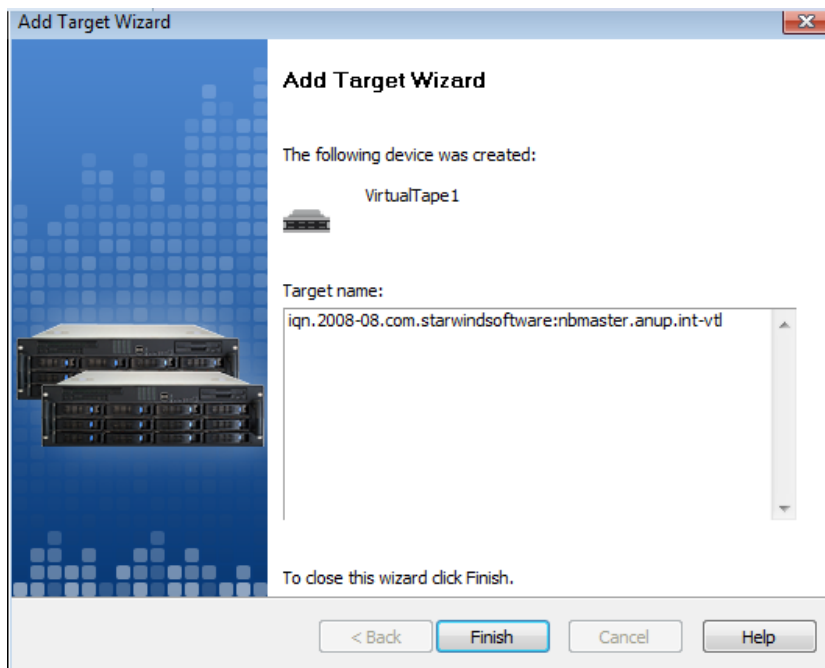 Add Target Wizard
Add Target Wizard
The following device was created:
VirtualTape1
Target name:
iqn.2008-08.com.starwindsoftware:nbmaster.anup.int-vtl
To close this wizard click Finish.
< Back Finish Cancel Help